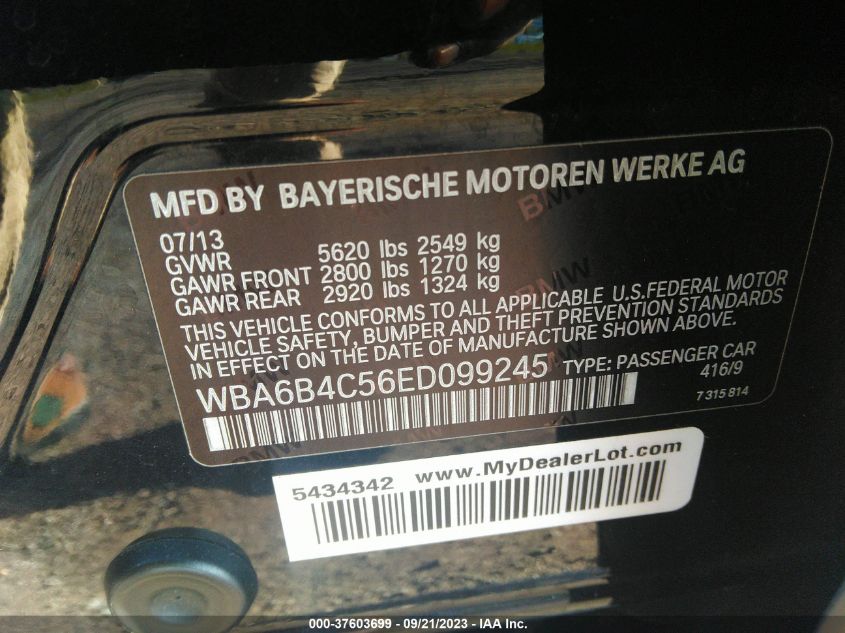 MFD BY BAYERISCHE MOTOREN WERKE AG
07/13
GVWR 5620 lbs 2549 kg
GAWR FRONT 2800 lbs 1270 kg
GAWR REAR 2920 lbs 1324 kg
THIS VEHICLE CONFORMS TO ALL APPLICABLE U.S.FEDERAL MOTOR
VEHICLE SAFETY, BUMPER AND THEFT PREVENTION STANDARDS
IN EFFECT ON THE DATE OF MANUFACTURE SHOWN ABOVE.
WBA6B4C56ED099245 TYPE: PASSENGER CAR
416/9
7 315 814
5434342 www.MyDealerLot.com
000-37603699 - 09/21/2023 - IAA Inc.